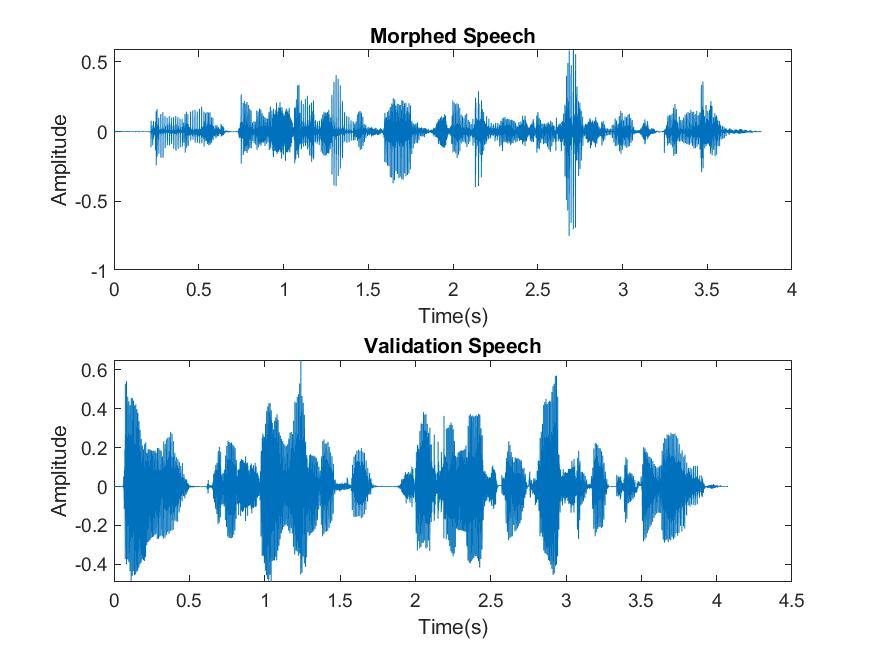 Morphed Speech
0.5
0
-0.5
-1
Amplitude
0 0.5 1 1.5 2 2.5 3 3.5 4
Time(s)
Validation Speech
0.6
0.4
0.2
0
-0.2
-0.4
Amplitude
0 0.5 1 1.5 2 2.5 3 3.5 4 4.5
Time(s)